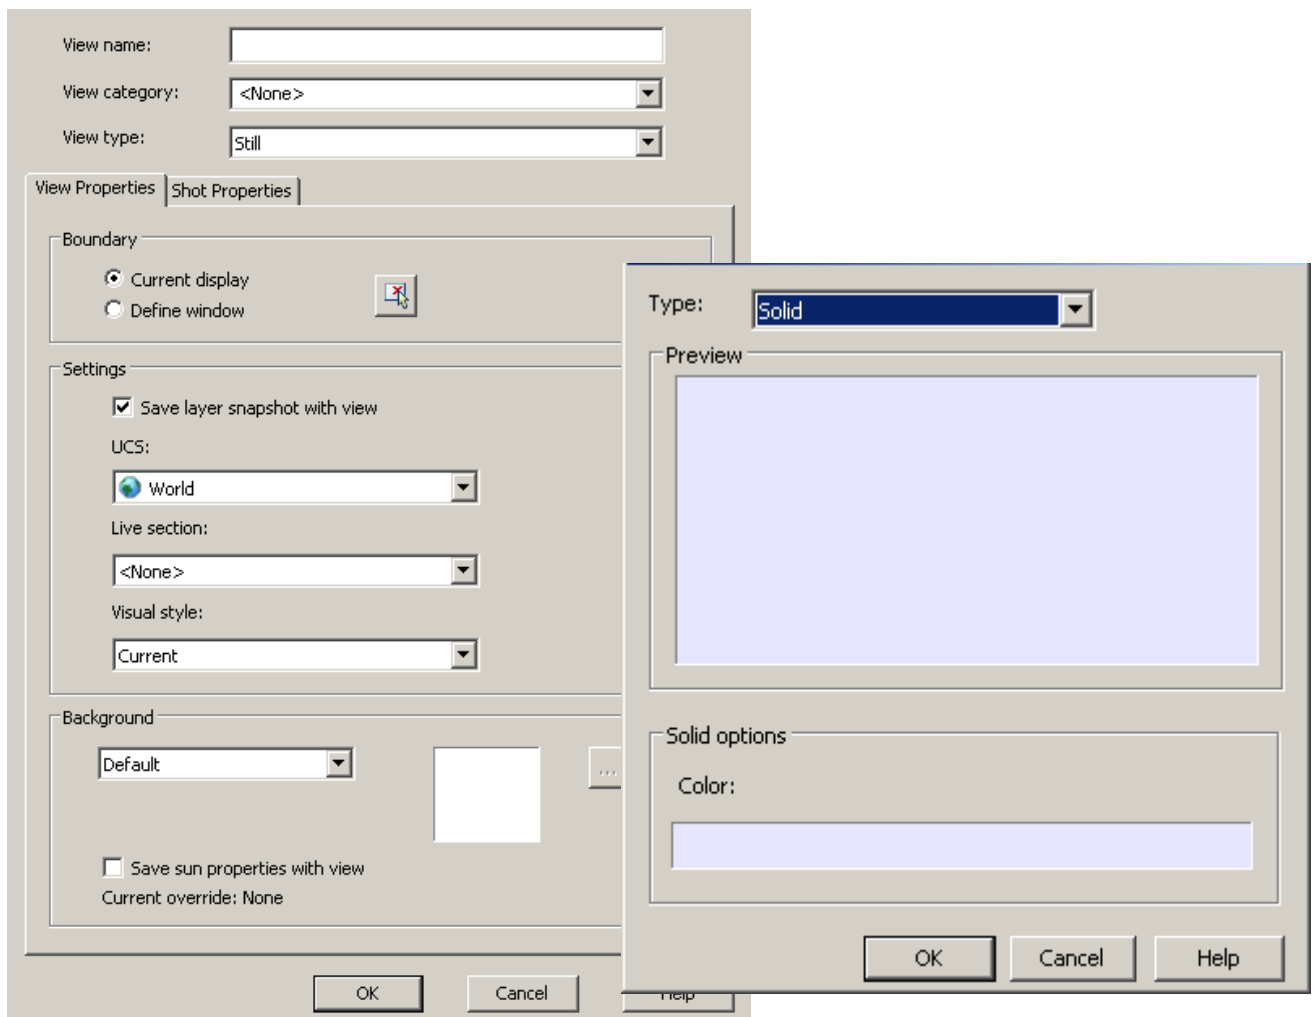 View name:
View category:
<None>
View type:
Still
View Properties
Shot Properties
Boundary
Current display
Define window
Settings
Save layer snapshot with view
UCS:
World
Live section:
<None>
Visual style:
Current
Background
Default
...
Save sun properties with view
Current override: None
OK
Cancel
Help
Type:
Solid
Preview
Solid options
Color:
OK
Cancel
Help